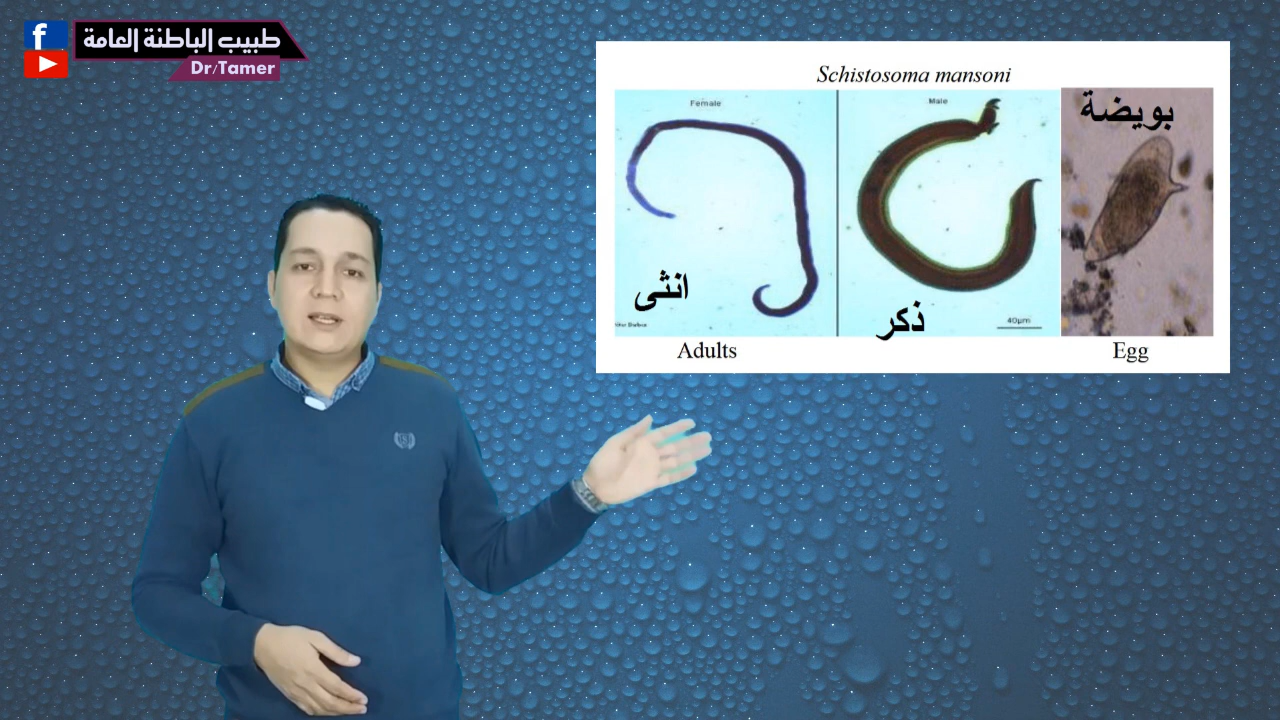 طبيب الباطنة العامة
Dr/Tamer
Schistosoma mansoni
Female
Male
بويضة
انثى
ذكر
40µm
Adults
Egg